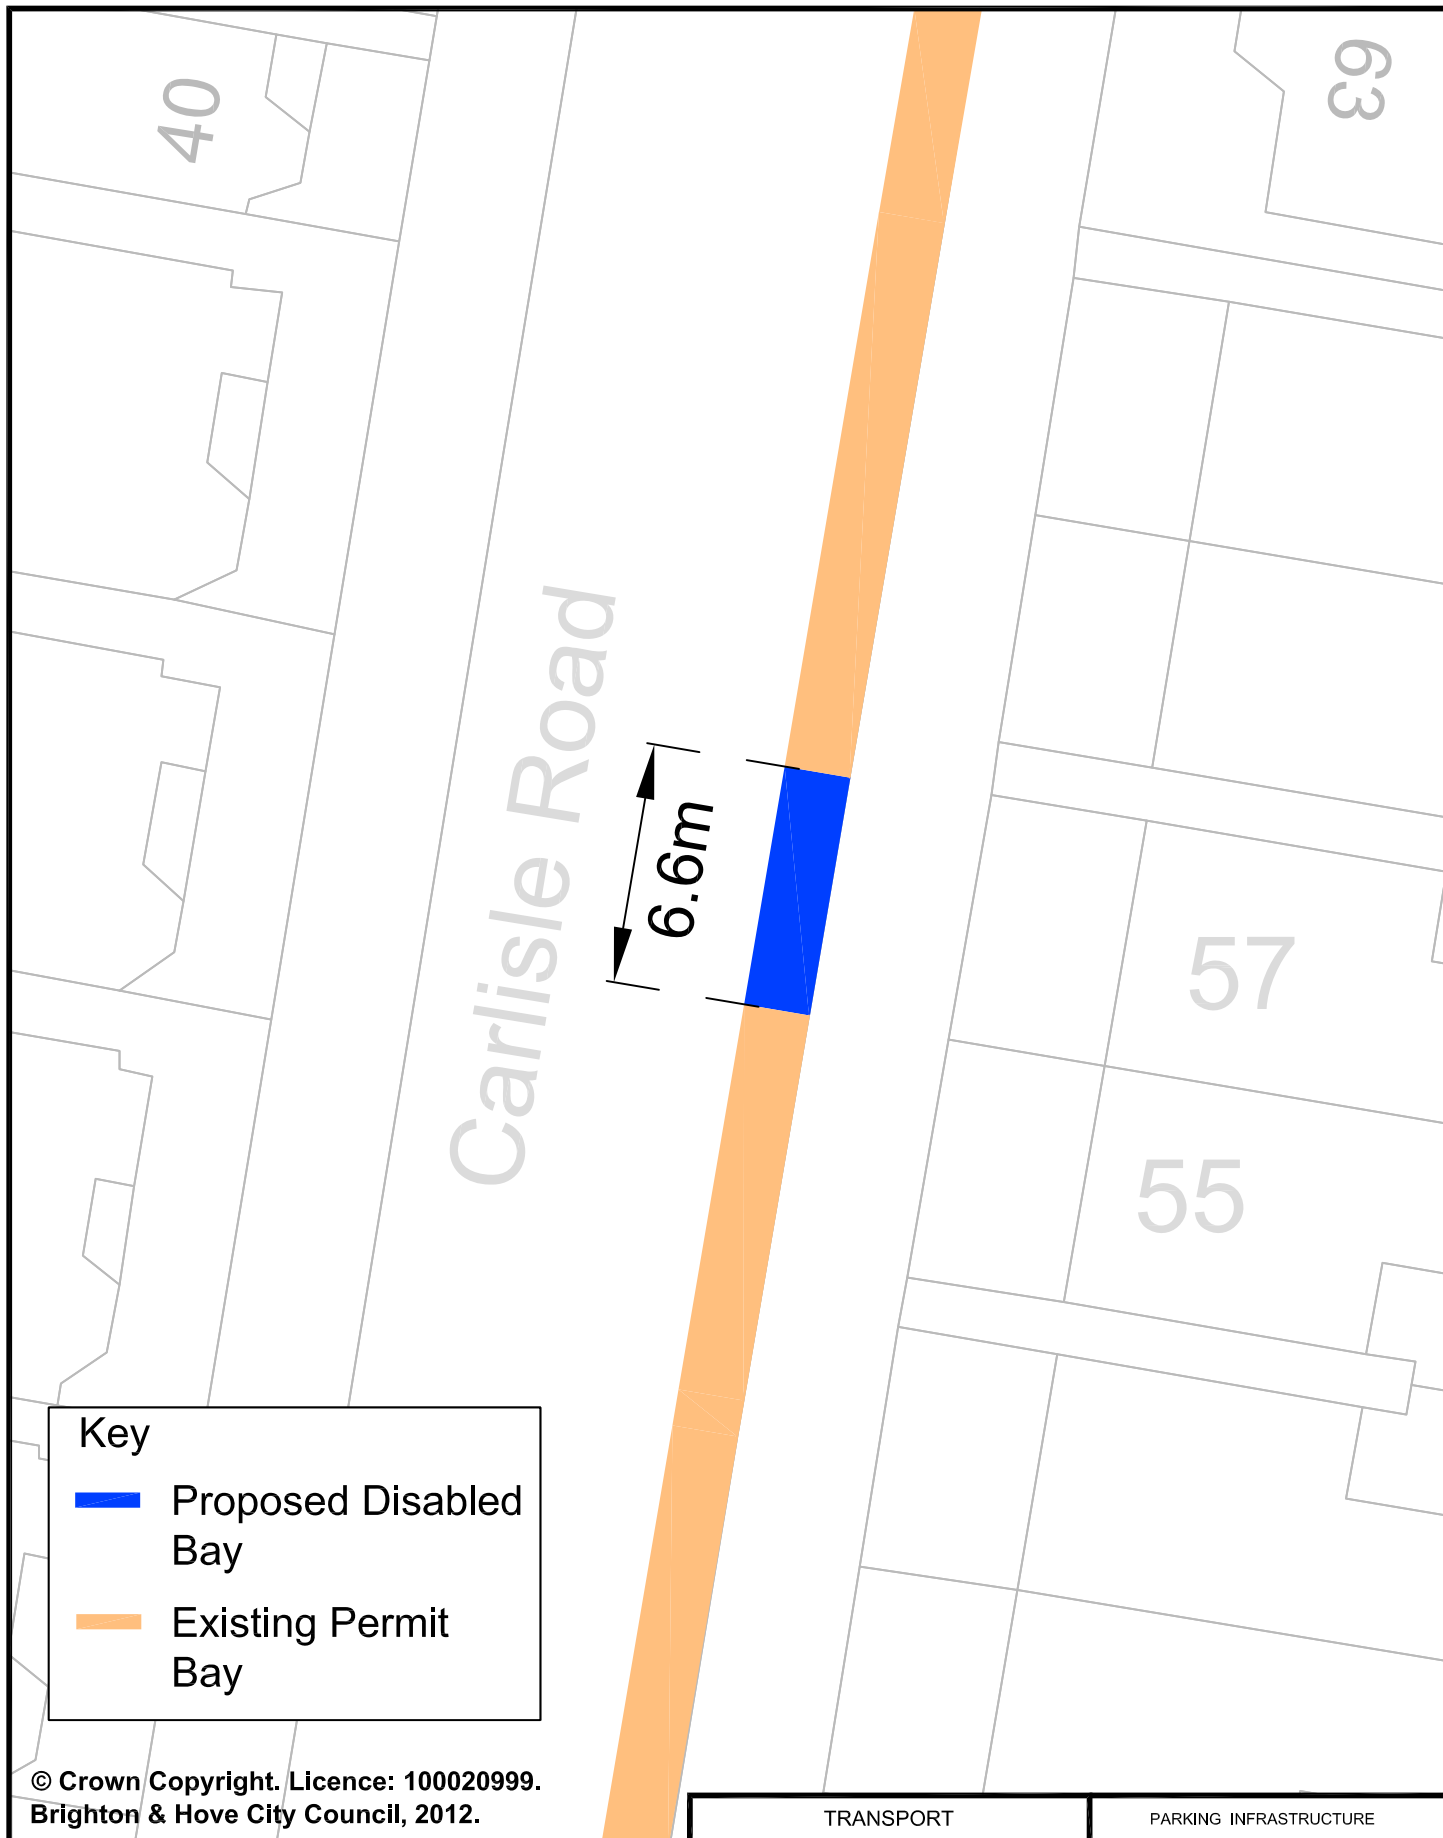 40
63
Carlisle Road
6.6m
57
55
Key
Proposed Disabled
Bay
Existing Permit
Bay
© Crown Copyright. Licence: 100020999.
Brighton & Hove City Council, 2012.
TRANSPORT
PARKING INFRASTRUCTURE